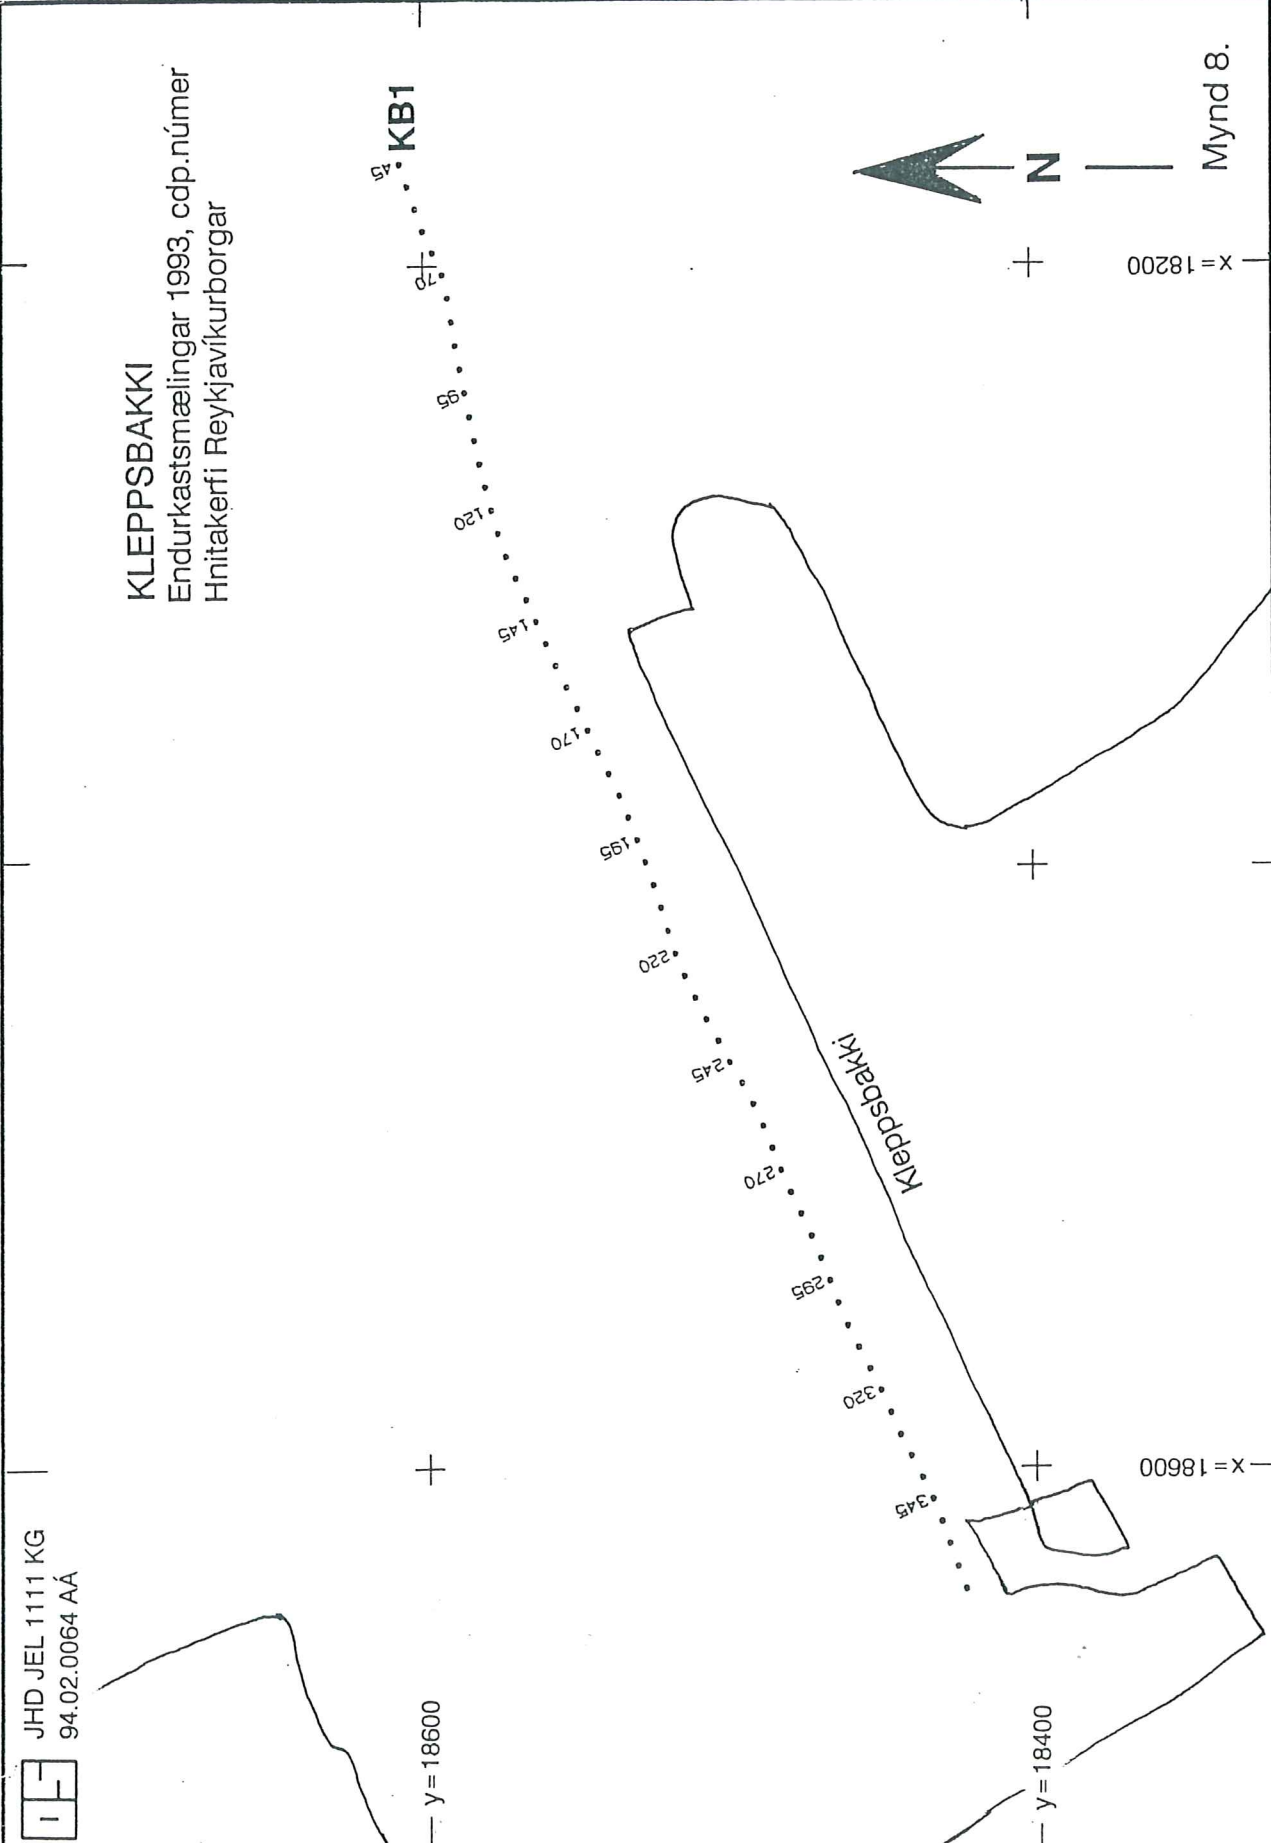 JHD JEL 1111 KG
94.02.0064 AÁ
KLEPPSBAKKI
Endurkastsmælingar 1993, cdp.númer
Hnitakerfi Reykjavíkurborgar
KB1
45
70
95
120
145
170
195
220
245
270
295
320
345
Kleppsbakki
y=18600
y=18400
x=18600
x=18200
N
Mynd 8.